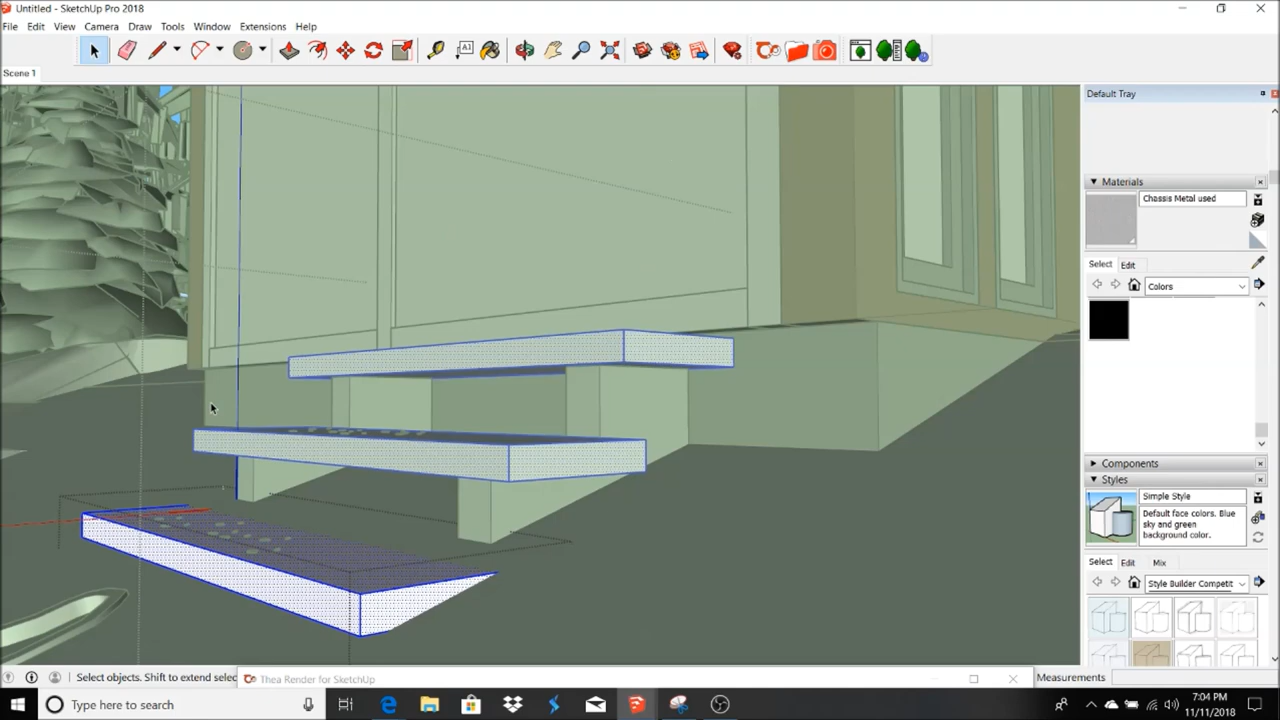 Untitled - SketchUp Pro 2018
File Edit View Camera Draw Tools Window Extensions Help
A1
Scene 1
Default Tray
Materials
Chassis Metal used
Select Edit
Colors
Components
Styles
Simple Style
Default face colors. Blue
sky and green
background color.
Select Edit Mix
Style Builder Competit
Select objects. Shift to extend selec
Thea Render for SketchUp
Measurements
Type here to search
7:04 PM
11/11/2018